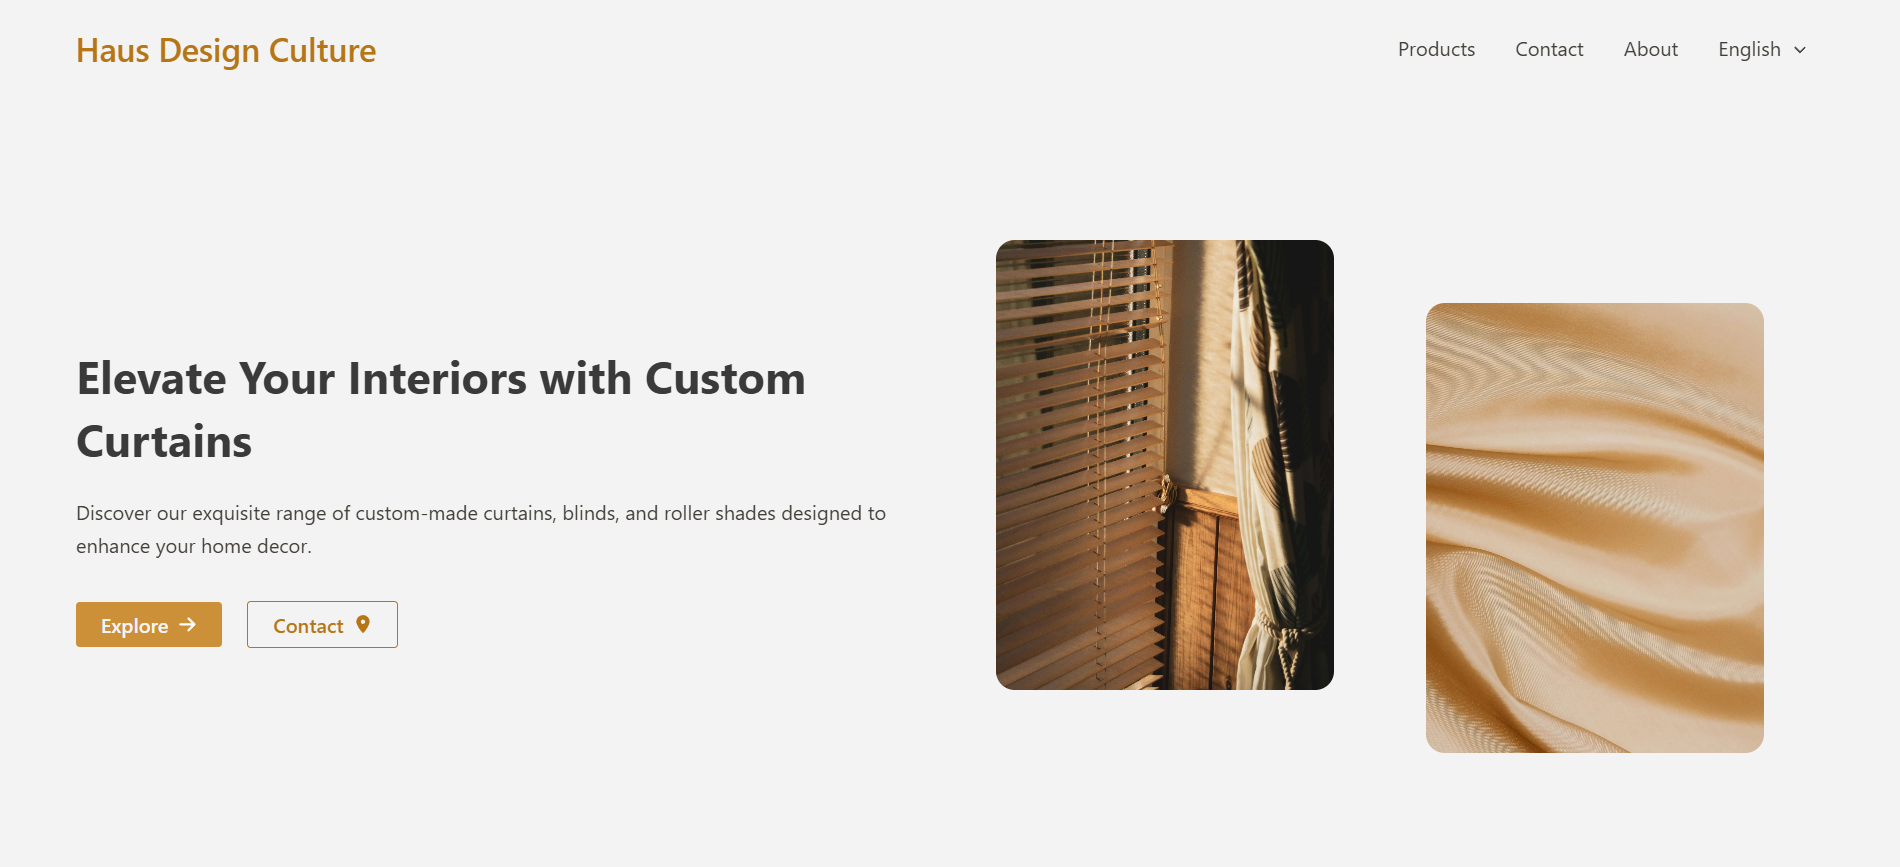 Haus Design Culture
Products
Contact
About
English
Elevate Your Interiors with Custom
Curtains
Discover our exquisite range of custom-made curtains, blinds, and roller shades designed to
enhance your home decor.
Explore
Contact